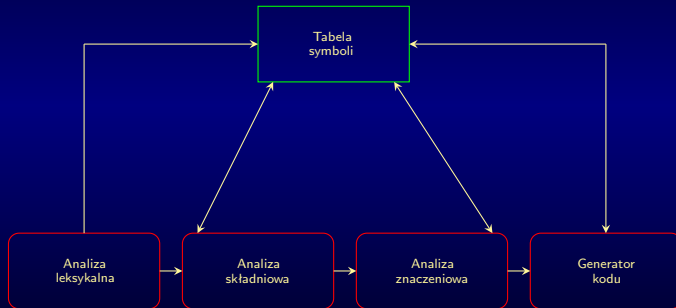 Tabela
symboli
Analiza
leksykalna
Analiza
składniowa
Analiza
znaczeniowa
Generator
kodu